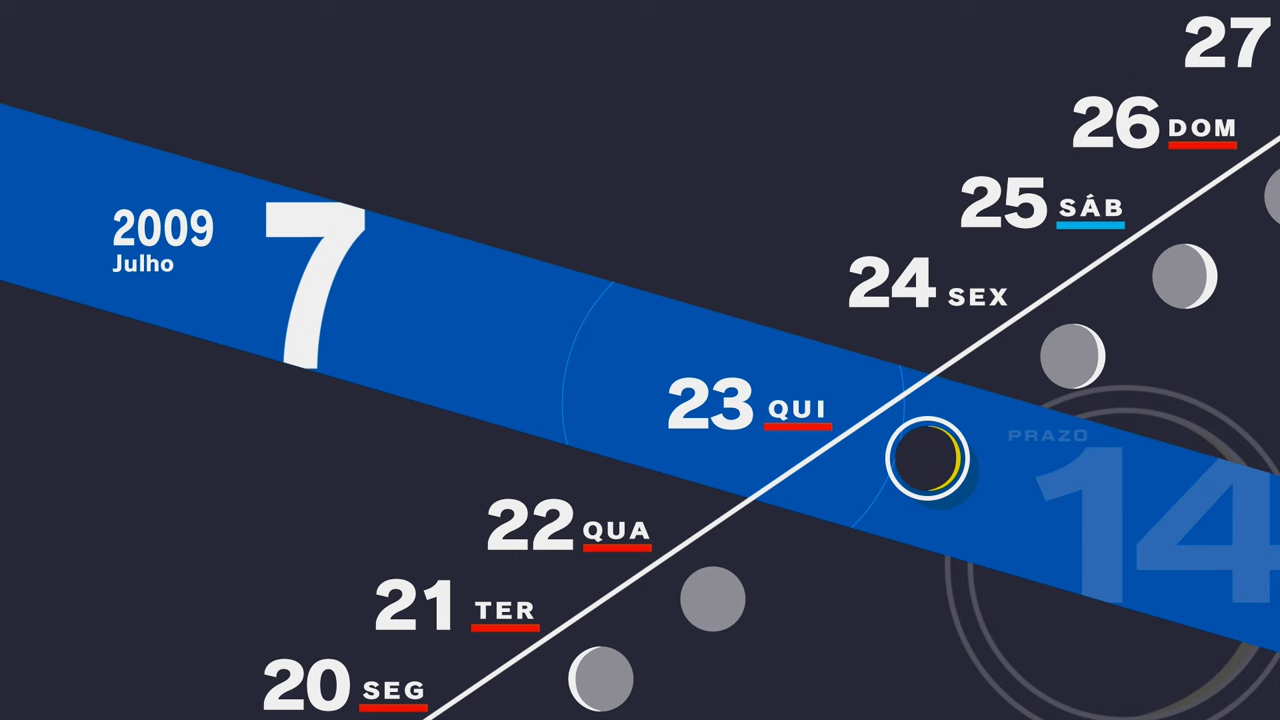 27
26 DOM
25 SÁB
24 SEX
2009
Julho
7
23 QUI
PRAZO
14
22 QUA
21 TER
20 SEG